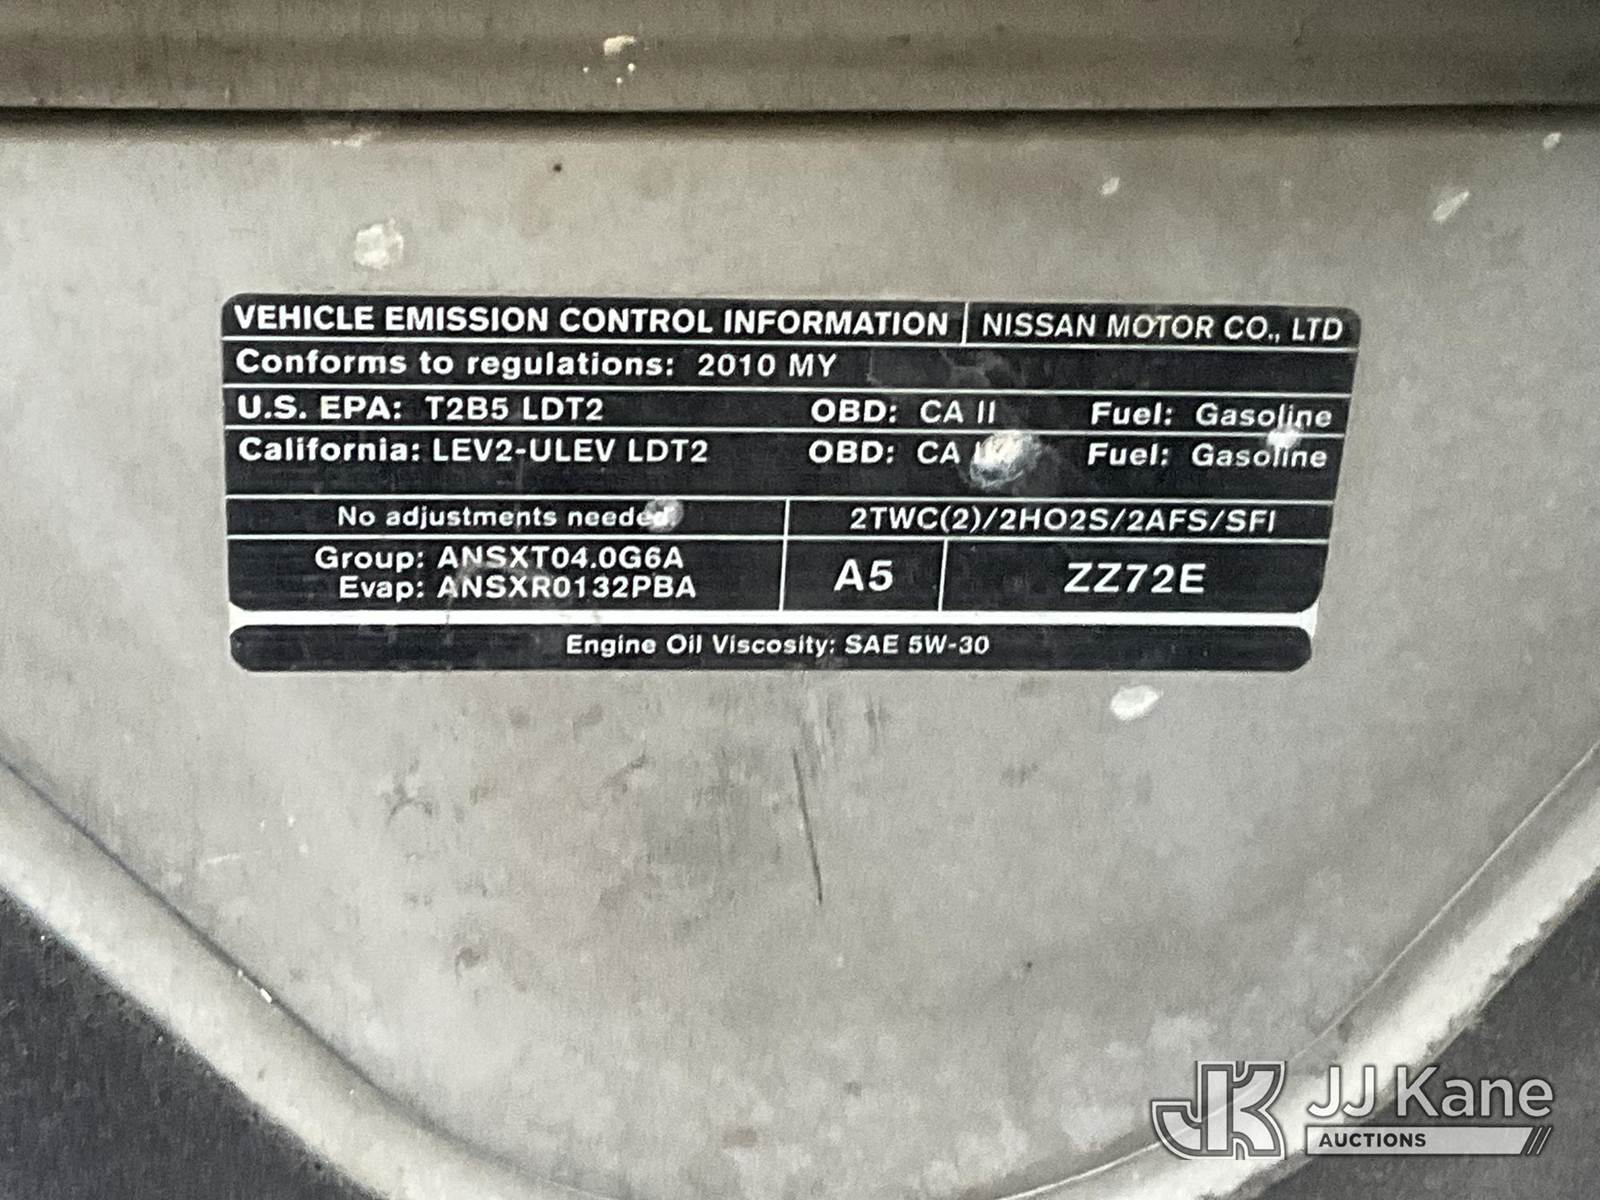 VEHICLE EMISSION CONTROL INFORMATION NISSAN MOTOR CO., LTD
Conforms to regulations: 2010 MY
U.S. EPA: T2B5 LDT2 OBD: CA II Fuel: Gasoline
California: LEV2-ULEV LDT2 OBD: CA II Fuel: Gasoline
No adjustments needed. 2TWC(2)/2HO2S/2AFS/SFI
Group: ANSXT04.0G6A
Evap: ANSXR0132PBA
A5 ZZ72E
Engine Oil Viscosity: SAE 5W-30
JK JJ Kane
AUCTIONS